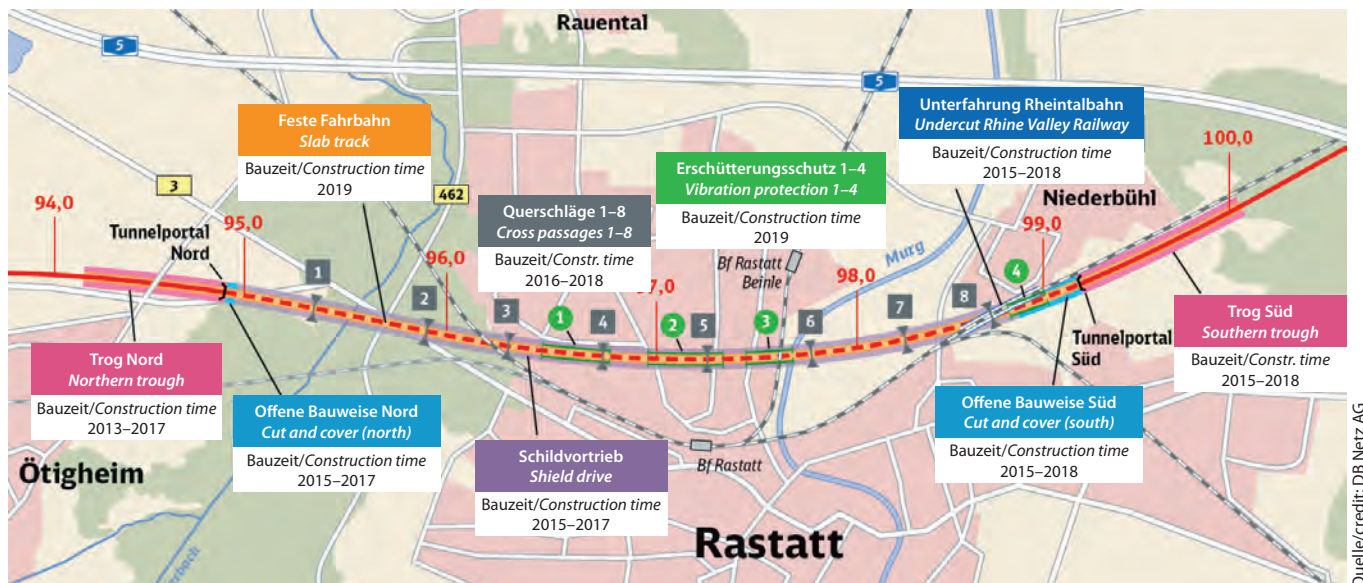 Rauental
5
5
Feste Fahrbahn
Slab track
Bauzeit/Construction time
2019
Unterfahrung Rheintalbahn
Undercut Rhine Valley Railway
Bauzeit/Construction time
2015–2018
100,0
Erschütterungsschutz 1–4
Vibration protection 1–4
Bauzeit/Construction time
2019
3
462
Querschläge 1–8
Cross passages 1–8
Bauzeit/Constr. time
2016–2018
Niederbühl
94,0
Tunnelportal
Nord
95,0
96,0
7,0
98,0
99,0
Murg
Bf Rastatt
Beinle
1
2
3
4
5
6
7
8
1
2
3
4
Tunnelportal
Süd
Trog Süd
Southern trough
Bauzeit/Constr. time
2015–2018
Trog Nord
Northern trough
Bauzeit/Construction time
2013–2017
Offene Bauweise Nord
Cut and cover (north)
Bauzeit/Construction time
2015–2017
Schildvortrieb
Shield drive
Bauzeit/Construction time
2015–2017
Bf Rastatt
Offene Bauweise Süd
Cut and cover (south)
Bauzeit/Construction time
2015–2018
Ötigheim
Rastatt
Quelle/credit: DB Netz AG